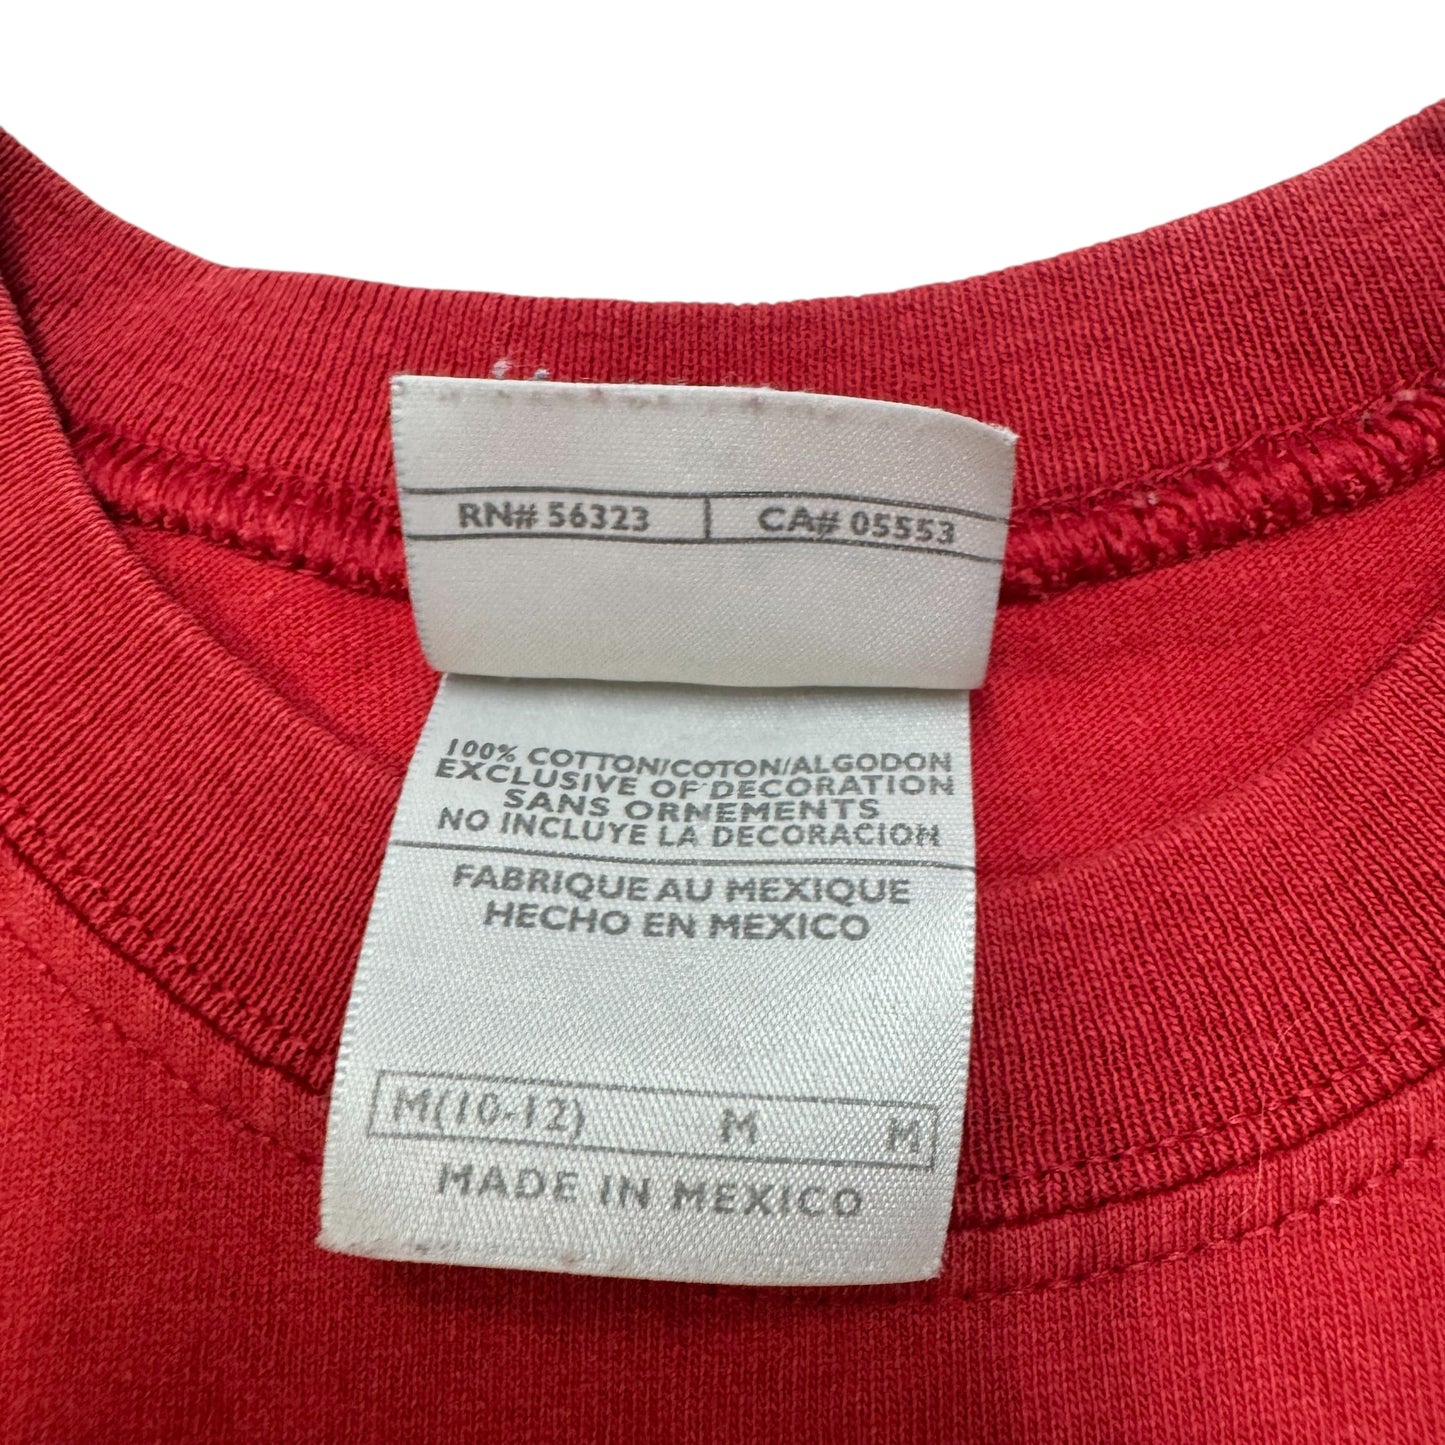 RN# 56323 CA# 05553
100% COTTON/COTON/ALGODON
EXCLUSIVE OF DECORATION
SANS ORNEMENTS
NO INCLUYE LA DECORACION
FABRIQUE AU MEXIQUE
HECHO EN MEXICO
M(10-12) M M
MADE IN MEXICO